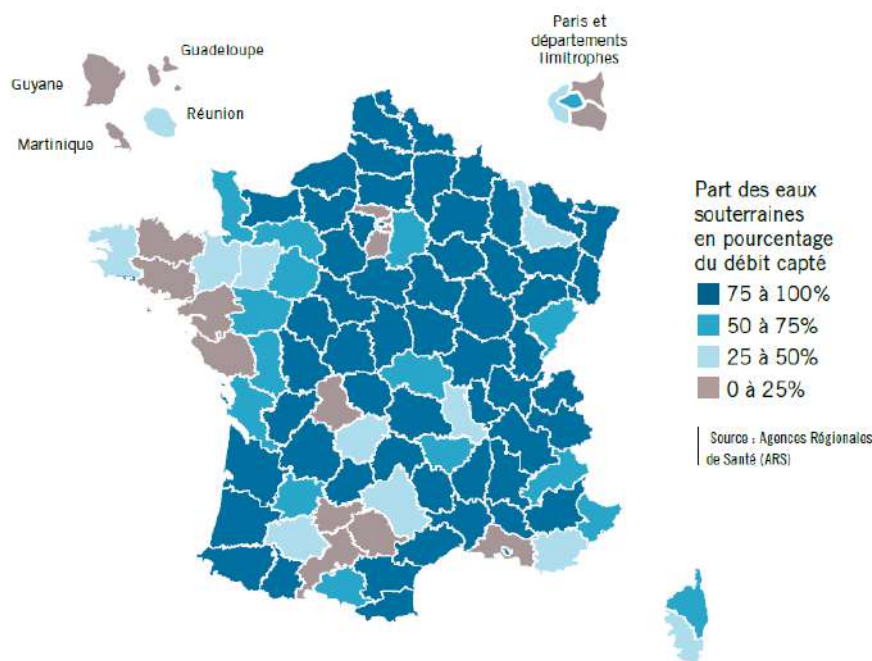 Guadeloupe
Guyane
Réunion
Martinique
Paris et
départements
limitrophes
Part des eaux
souterraines
en pourcentage
du débit capté
75 à 100%
50 à 75%
25 à 50%
0 à 25%
Source : Agences Régionales
de Santé (ARS)